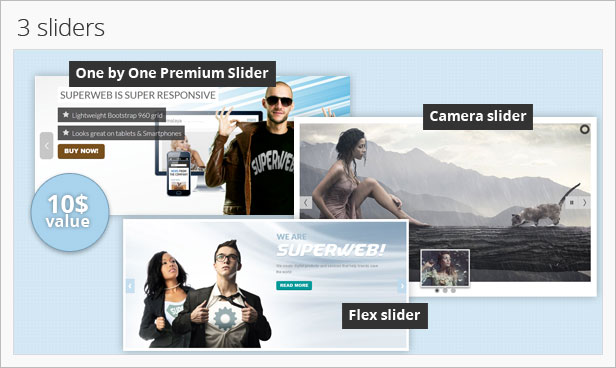 3 sliders
One by One Premium Slider
SUPERWEB IS SUPER RESPONSIVE
Lightweight Bootstrap 960 grid
Looks great on tablets & Smartphones
BUY NOW!
SUPERWEB
Camera slider
10$
value
WE ARE
SUPERWEB!
READ MORE
Flex slider